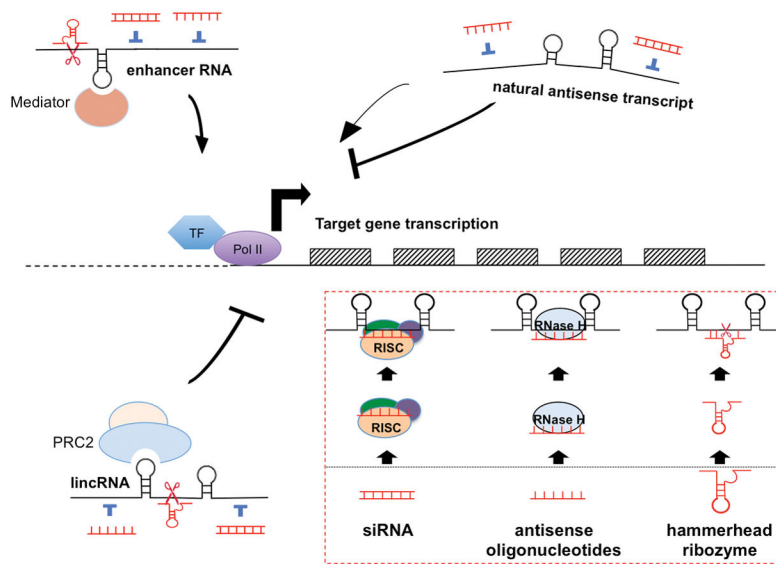 enhancer RNA
Mediator
natural antisense transcript
TF
Pol II
Target gene transcription
PRC2
lincRNA
RISC
RNase H
RISC
RNase H
siRNA
antisense
oligonucleotides
hammerhead
ribozyme